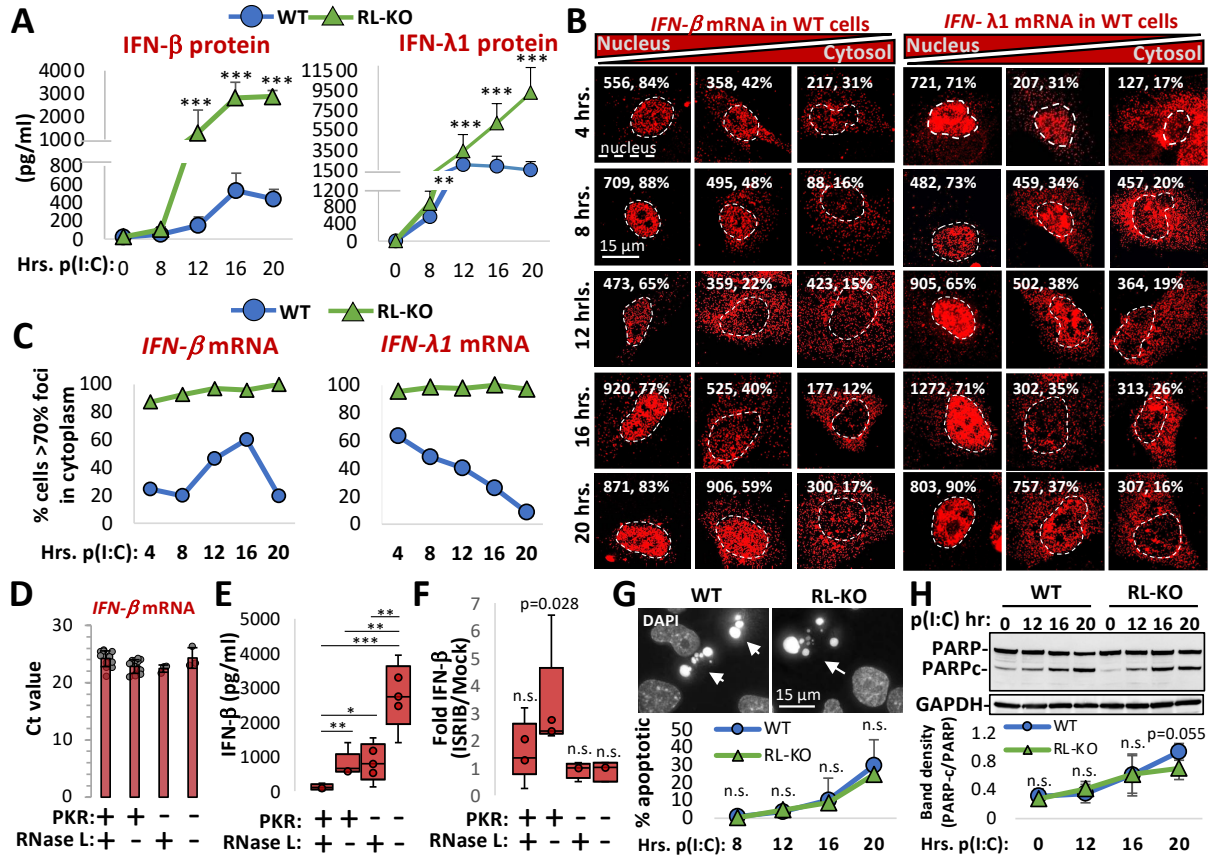 A
WT
RL-KO
IFN-β protein
IFN-λ1 protein
(pg/ml)
4000
3000
2000
1000
800
600
400
200
0
***
***
***
11500
9500
7500
5500
3500
1500
1200
800
400
0
**
***
***
***
Hrs. p(I:C): 0 8 12 16 20
0 8 12 16 20
B
IFN-β mRNA in WT cells
IFN- λ1 mRNA in WT cells
Nucleus
Cytosol
Nucleus
Cytosol
4 hrs.
556, 84%
358, 42%
217, 31%
721, 71%
207, 31%
127, 17%
nucleus
8 hrs.
709, 88%
495, 48%
88, 16%
482, 73%
459, 34%
457, 20%
15 µm
12 hrls.
473, 65%
359, 22%
423, 15%
905, 65%
502, 38%
364, 19%
16 hrs.
920, 77%
525, 40%
177, 12%
1272, 71%
302, 35%
313, 26%
20 hrs.
871, 83%
906, 59%
300, 17%
803, 90%
757, 37%
307, 16%
C
WT
RL-KO
IFN-β mRNA
IFN-λ1 mRNA
% cells >70% foci
in cytoplasm
100
80
60
40
20
0
100
80
60
40
20
0
Hrs. p(I:C): 4 8 12 16 20
4 8 12 16 20
D
IFN-β mRNA
Ct value
30
20
10
0
PKR: + + - -
RNase L: + - + -
E
IFN-β (pg/ml)
5000
4000
3000
2000
1000
0
**
**
***
*
**
PKR: + + - -
RNase L: + - + -
F
Fold IFN-β
(ISRIB/Mock)
7
6
5
4
3
2
1
0
p=0.028
n.s.
n.s.
n.s.
PKR: + + - -
RNase L: + - + -
G
WT
RL-KO
DAPI
15 µm
WT
RL-KO
% apoptotic
50
40
30
20
10
0
n.s.
n.s.
n.s.
n.s.
Hrs. p(I:C): 8 12 16 20
H
WT
RL-KO
p(I:C) hr:
0 12 16 20 0 12 16 20
PARP-
PARPc-
GAPDH-
WT
RL-KO
Band density
(PARP-c/PARP)
1.2
0.8
0.4
0
n.s.
n.s.
n.s.
p=0.055
Hrs. p(I:C): 0 12 16 20